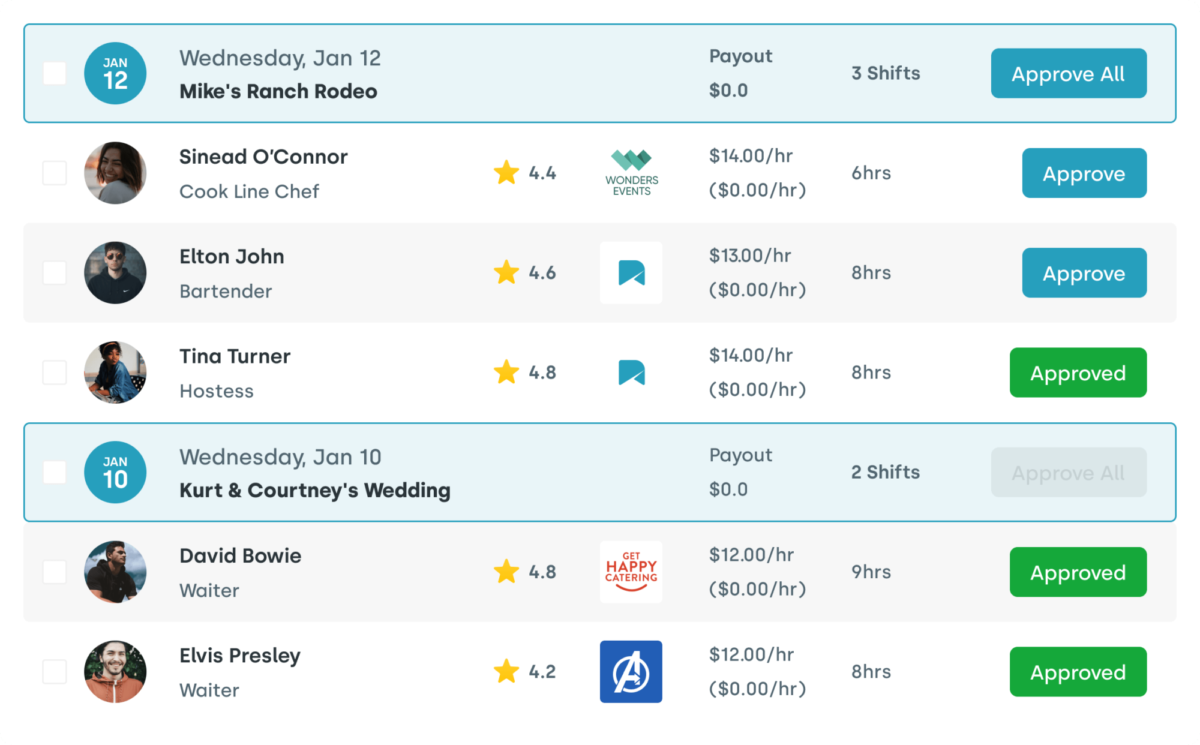 JAN
12
Wednesday, Jan 12
Mike's Ranch Rodeo
Payout
$0.0
3 Shifts
Approve All
Sinead O’Connor
Cook Line Chef
4.4
WONDERS
EVENTS
$14.00/hr
($0.00/hr)
6hrs
Approve
Elton John
Bartender
4.6
$13.00/hr
($0.00/hr)
8hrs
Approve
Tina Turner
Hostess
4.8
$14.00/hr
($0.00/hr)
8hrs
Approved
JAN
10
Wednesday, Jan 10
Kurt & Courtney's Wedding
Payout
$0.0
2 Shifts
Approve All
David Bowie
Waiter
4.8
GET
HAPPY
CATERING
$12.00/hr
($0.00/hr)
9hrs
Approved
Elvis Presley
Waiter
4.2
A
$12.00/hr
($0.00/hr)
8hrs
Approved